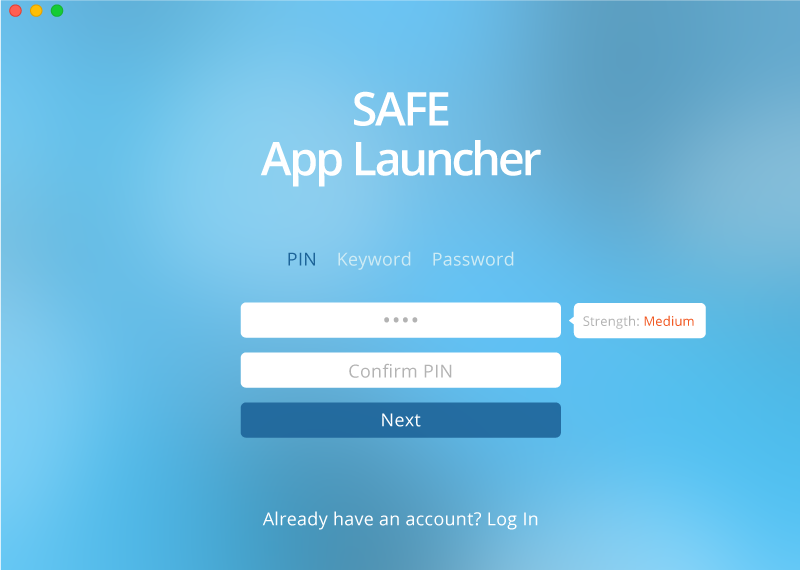 SAFE
App Launcher
PIN Keyword Password
•••• Strength: Medium
Confirm PIN
Next
Already have an account? Log In